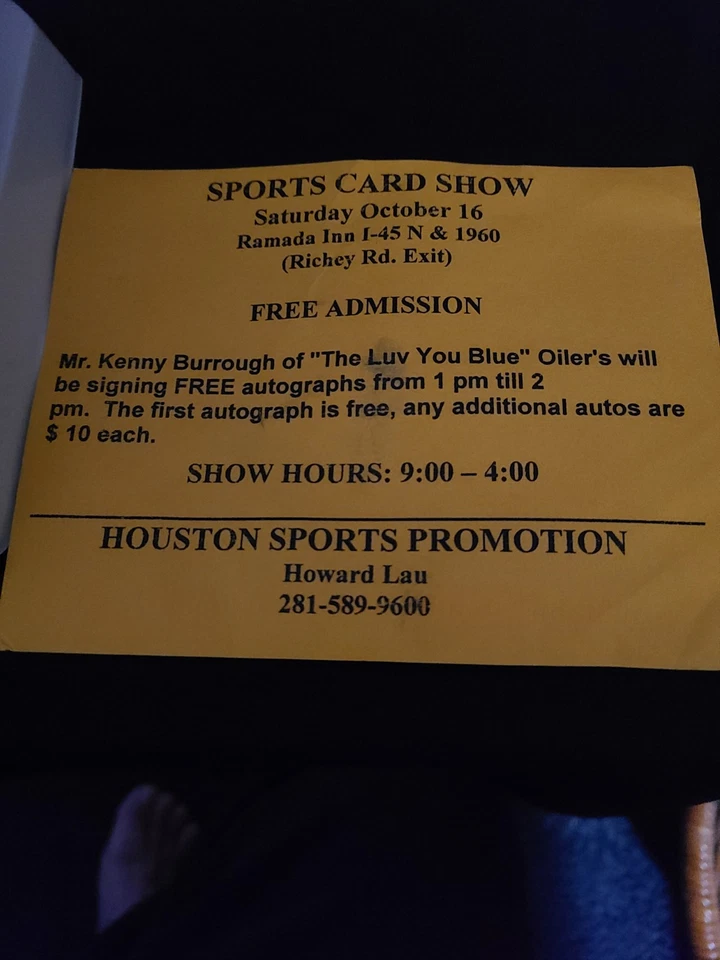 SPORTS CARD SHOW
Saturday October 16
Ramada Inn I-45 N & 1960
(Richey Rd. Exit)
FREE ADMISSION
Mr. Kenny Burrough of "The Luv You Blue" Oiler's will
be signing FREE autographs from 1 pm till 2
pm. The first autograph is free, any additional autos are
$ 10 each.
SHOW HOURS: 9:00 – 4:00
HOUSTON SPORTS PROMOTION
Howard Lau
281-589-9600